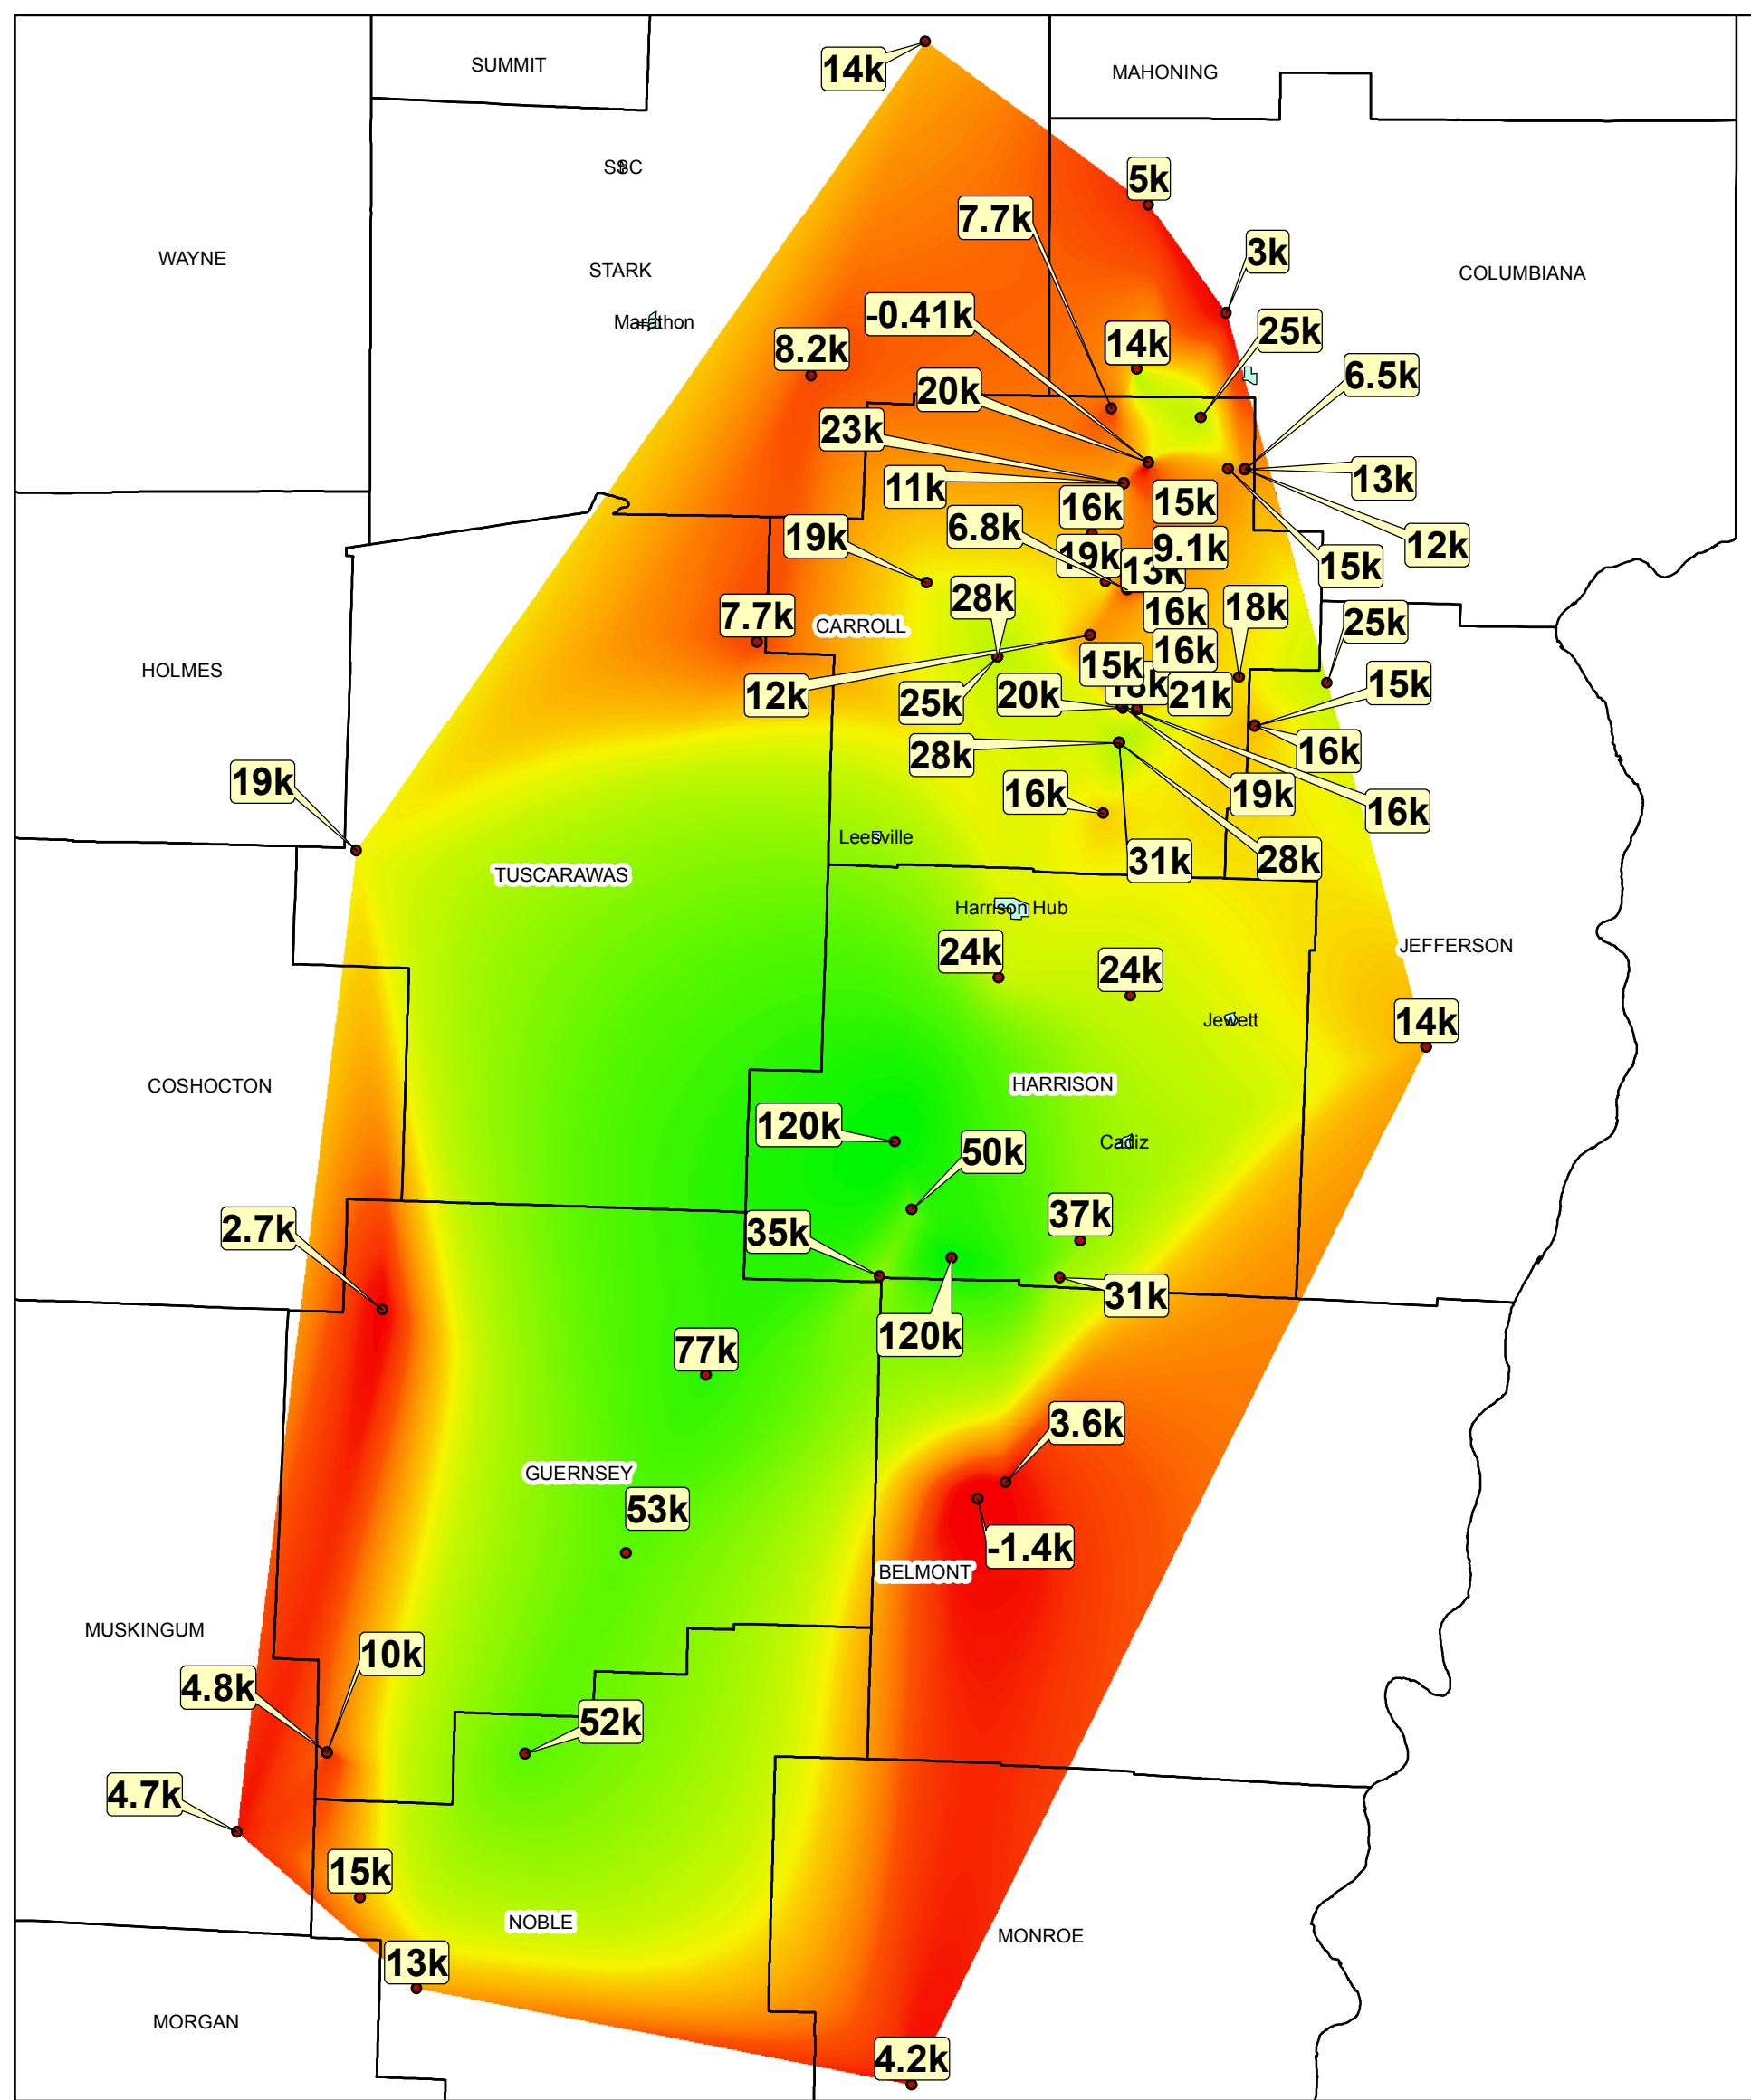 SUMMIT
14k
MAHONING
SSC
5k
7.7k
3k
WAYNE
STARK
COLUMBIANA
-0.41k
25k
Marathon
14k
8.2k
6.5k
20k
23k
11k
13k
16k
15k
6.8k
19k
9.1k
12k
19k
13k
15k
28k
16k
18k
7.7k
CARROLL
25k
HOLMES
16k
15k
15k
12k
25k
20k
18k
21k
28k
16k
19k
16k
19k
16k
Leesville
31k
28k
TUSCARAWAS
Harrison Hub
24k
JEFFERSON
24k
Jewett
14k
COSHOCTON
HARRISON
120k
50k
Cadiz
2.7k
35k
37k
31k
120k
77k
3.6k
GUERNSEY
53k
-1.4k
BELMONT
MUSKINGUM
10k
4.8k
52k
4.7k
15k
NOBLE
MONROE
13k
MORGAN
4.2k